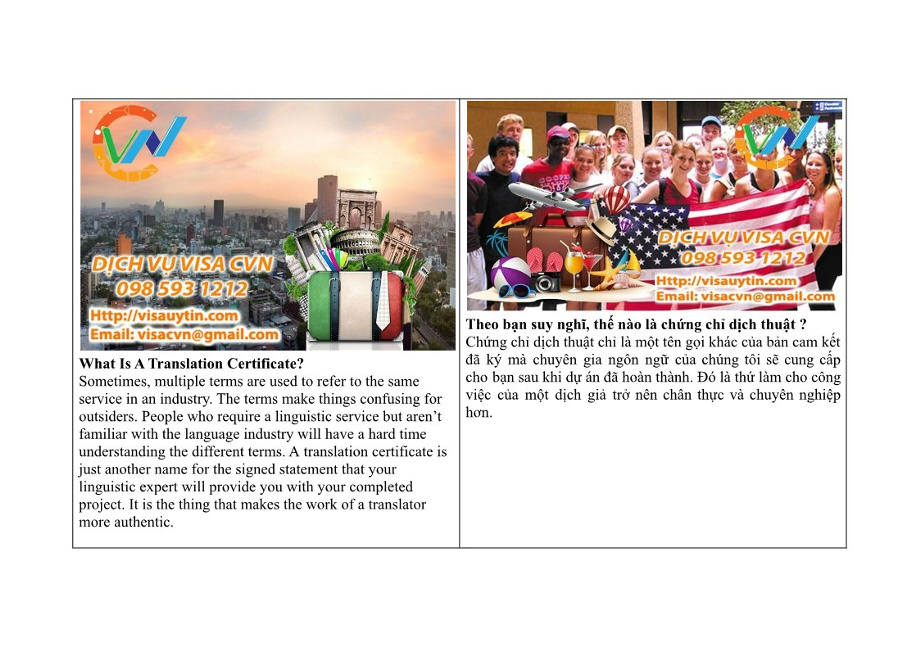 CVN
DỊCH VỤ VISA CVN
098 593 1212
Http://visauytin.com
Email: visacvn@gmail.com
What Is A Translation Certificate?
Sometimes, multiple terms are used to refer to the same
service in an industry. The terms make things confusing for
outsiders. People who require a linguistic service but aren’t
familiar with the language industry will have a hard time
understanding the different terms. A translation certificate is
just another name for the signed statement that your
linguistic expert will provide you with your completed
project. It is the thing that makes the work of a translator
more authentic.
CVN
DỊCH VỤ VISA CVN
098 593 1212
Http://visauytin.com
Email: visacvn@gmail.com
Theo bạn suy nghĩ, thế nào là chứng chỉ dịch thuật ?
Chứng chỉ dịch thuật chỉ là một tên gọi khác của bản cam kết
đã ký mà chuyên gia ngôn ngữ của chúng tôi sẽ cung cấp
cho bạn sau khi dự án đã hoàn thành. Đó là thứ làm cho công
việc của một dịch giả trở nên chân thực và chuyên nghiệp
hơn.